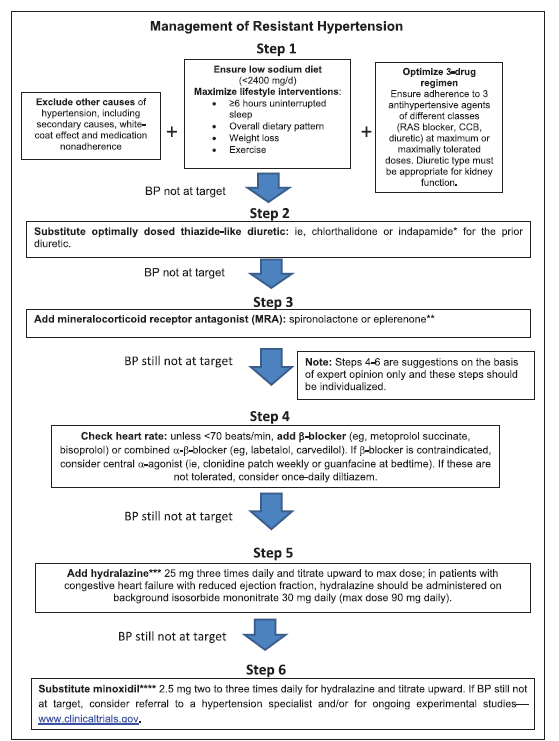 Management of Resistant Hypertension
Step 1
Exclude other causes of
hypertension, including
secondary causes, white-
coat effect and medication
nonadherence
+
Ensure low sodium diet
(<2400 mg/d)
Maximize lifestyle interventions:
• ≥6 hours uninterrupted
sleep
• Overall dietary pattern
• Weight loss
• Exercise
+
Optimize 3-drug
regimen
Ensure adherence to 3
antihypertensive agents
of different classes
(RAS blocker, CCB,
diuretic) at maximum or
maximally tolerated
doses. Diuretic type must
be appropriate for kidney
function.
BP not at target
Step 2
Substitute optimally dosed thiazide-like diuretic: ie, chlorthalidone or indapamide* for the prior
diuretic.
BP not at target
Step 3
Add mineralocorticoid receptor antagonist (MRA): spironolactone or eplerenone**
BP still not at target
Note: Steps 4-6 are suggestions on the basis
of expert opinion only and these steps should
be individualized.
Step 4
Check heart rate: unless <70 beats/min, add β-blocker (eg, metoprolol succinate,
bisoprolol) or combined α-β-blocker (eg, labetalol, carvedilol). If β-blocker is contraindicated,
consider central α-agonist (ie, clonidine patch weekly or guanfacine at bedtime). If these are
not tolerated, consider once-daily diltiazem.
BP still not at target
Step 5
Add hydralazine*** 25 mg three times daily and titrate upward to max dose; in patients with
congestive heart failure with reduced ejection fraction, hydralazine should be administered on
background isosorbide mononitrate 30 mg daily (max dose 90 mg daily).
BP still not at target
Step 6
Substitute minoxidil**** 2.5 mg two to three times daily for hydralazine and titrate upward. If BP still not
at target, consider referral to a hypertension specialist and/or for ongoing experimental studies—
www.clinicaltrials.gov.